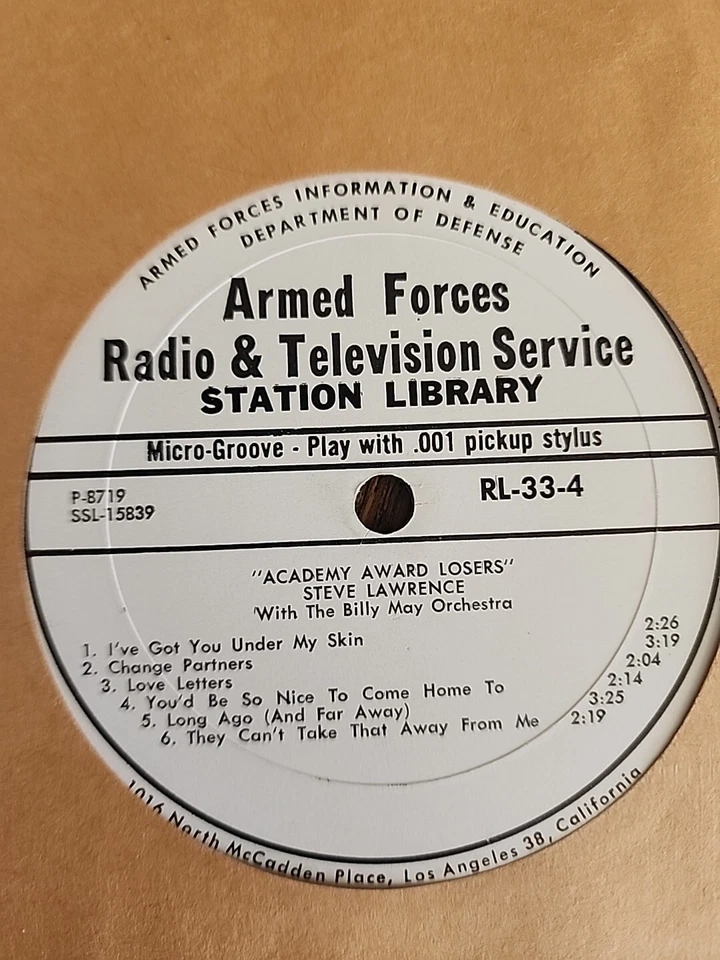 ARMED FORCES INFORMATION & EDUCATION
DEPARTMENT OF DEFENSE
Armed Forces
Radio & Television Service
STATION LIBRARY
Micro-Groove - Play with .001 pickup stylus
P-8719
SSL-15839
RL-33-4
"ACADEMY AWARD LOSERS"
STEVE LAWRENCE
With The Billy May Orchestra
1. I've Got You Under My Skin 2:26
2. Change Partners 3:19
3. Love Letters 2:04
4. You'd Be So Nice To Come Home To 2:14
5. Long Ago (And Far Away) 3:25
6. They Can't Take That Away From Me 2:19
1016 North McCadden Place, Los Angeles 38, California